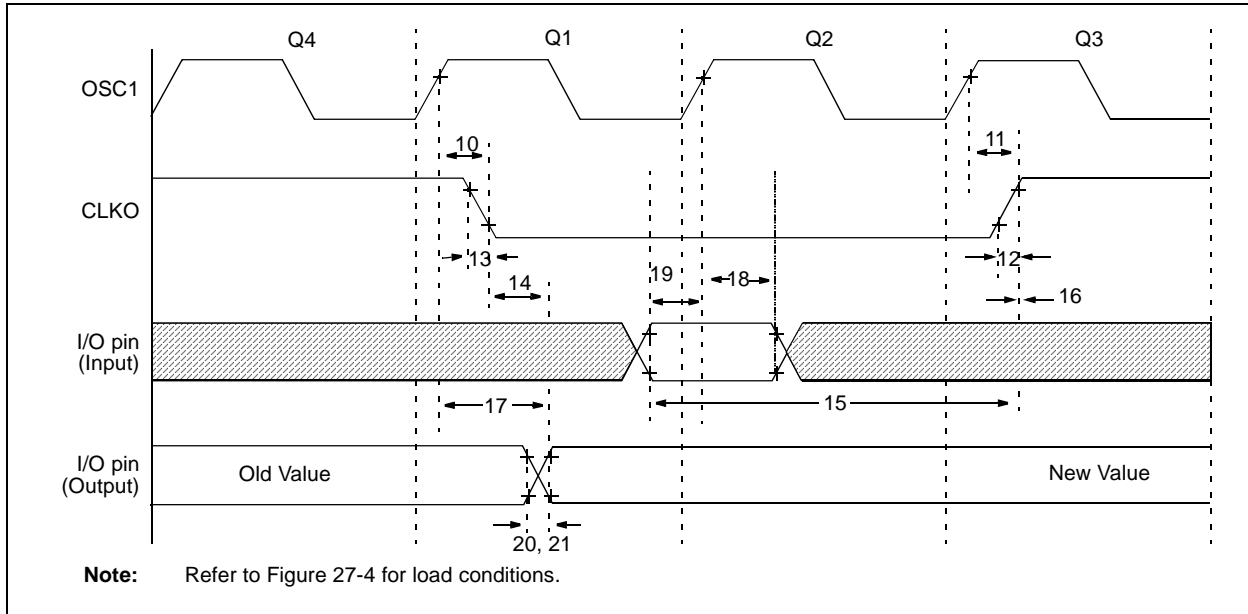 Q4 Q1 Q2 Q3
OSC1
10 11
CLKO
13 12
19 18
14
16
I/O pin
(Input)
17 15
I/O pin
(Output)
Old Value New Value
20, 21
Note: Refer to Figure 27-4 for load conditions.